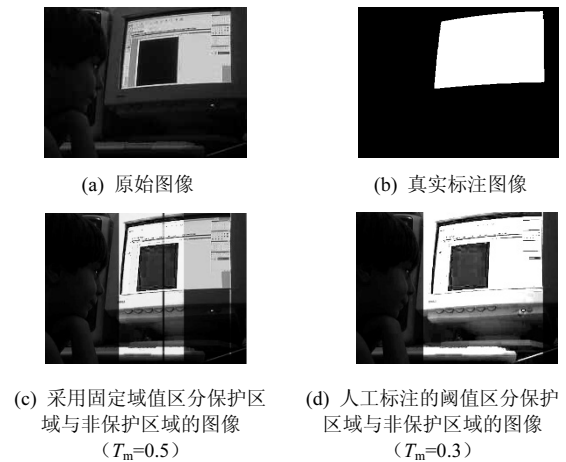 (a) 原始图像
(b) 真实标注图像
(c) 采用固定域值区分保护区
域与非保护区域的图像
（Tm=0.5）
(d) 人工标注的阈值区分保护
区域与非保护区域的图像
（Tm=0.3）